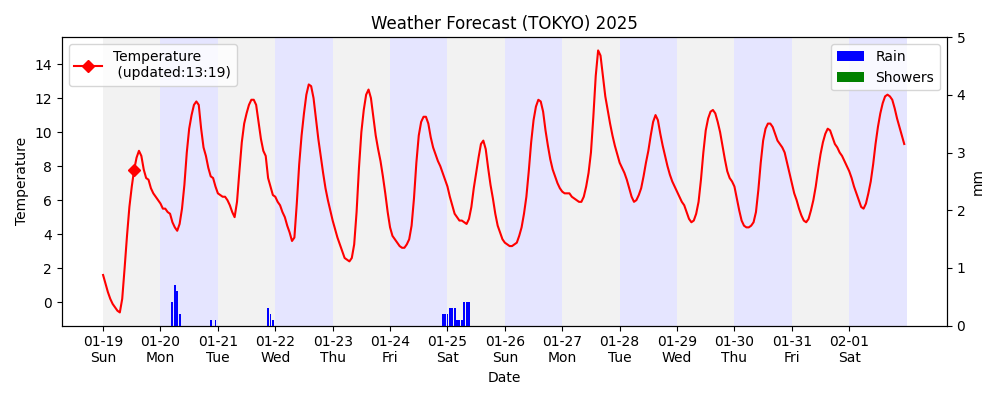 Weather Forecast (TOKYO) 2025
Temperature
(updated:13:19)
Rain
Showers
Temperature
14
12
10
8
6
4
2
0
5
4
3
2
1
0
mm
01-19 01-20 01-21 01-22 01-23 01-24 01-25 01-26 01-27 01-28 01-29 01-30 01-31 02-01
Sun Mon Tue Wed Thu Fri Sat Sun Mon Tue Wed Thu Fri Sat
Date